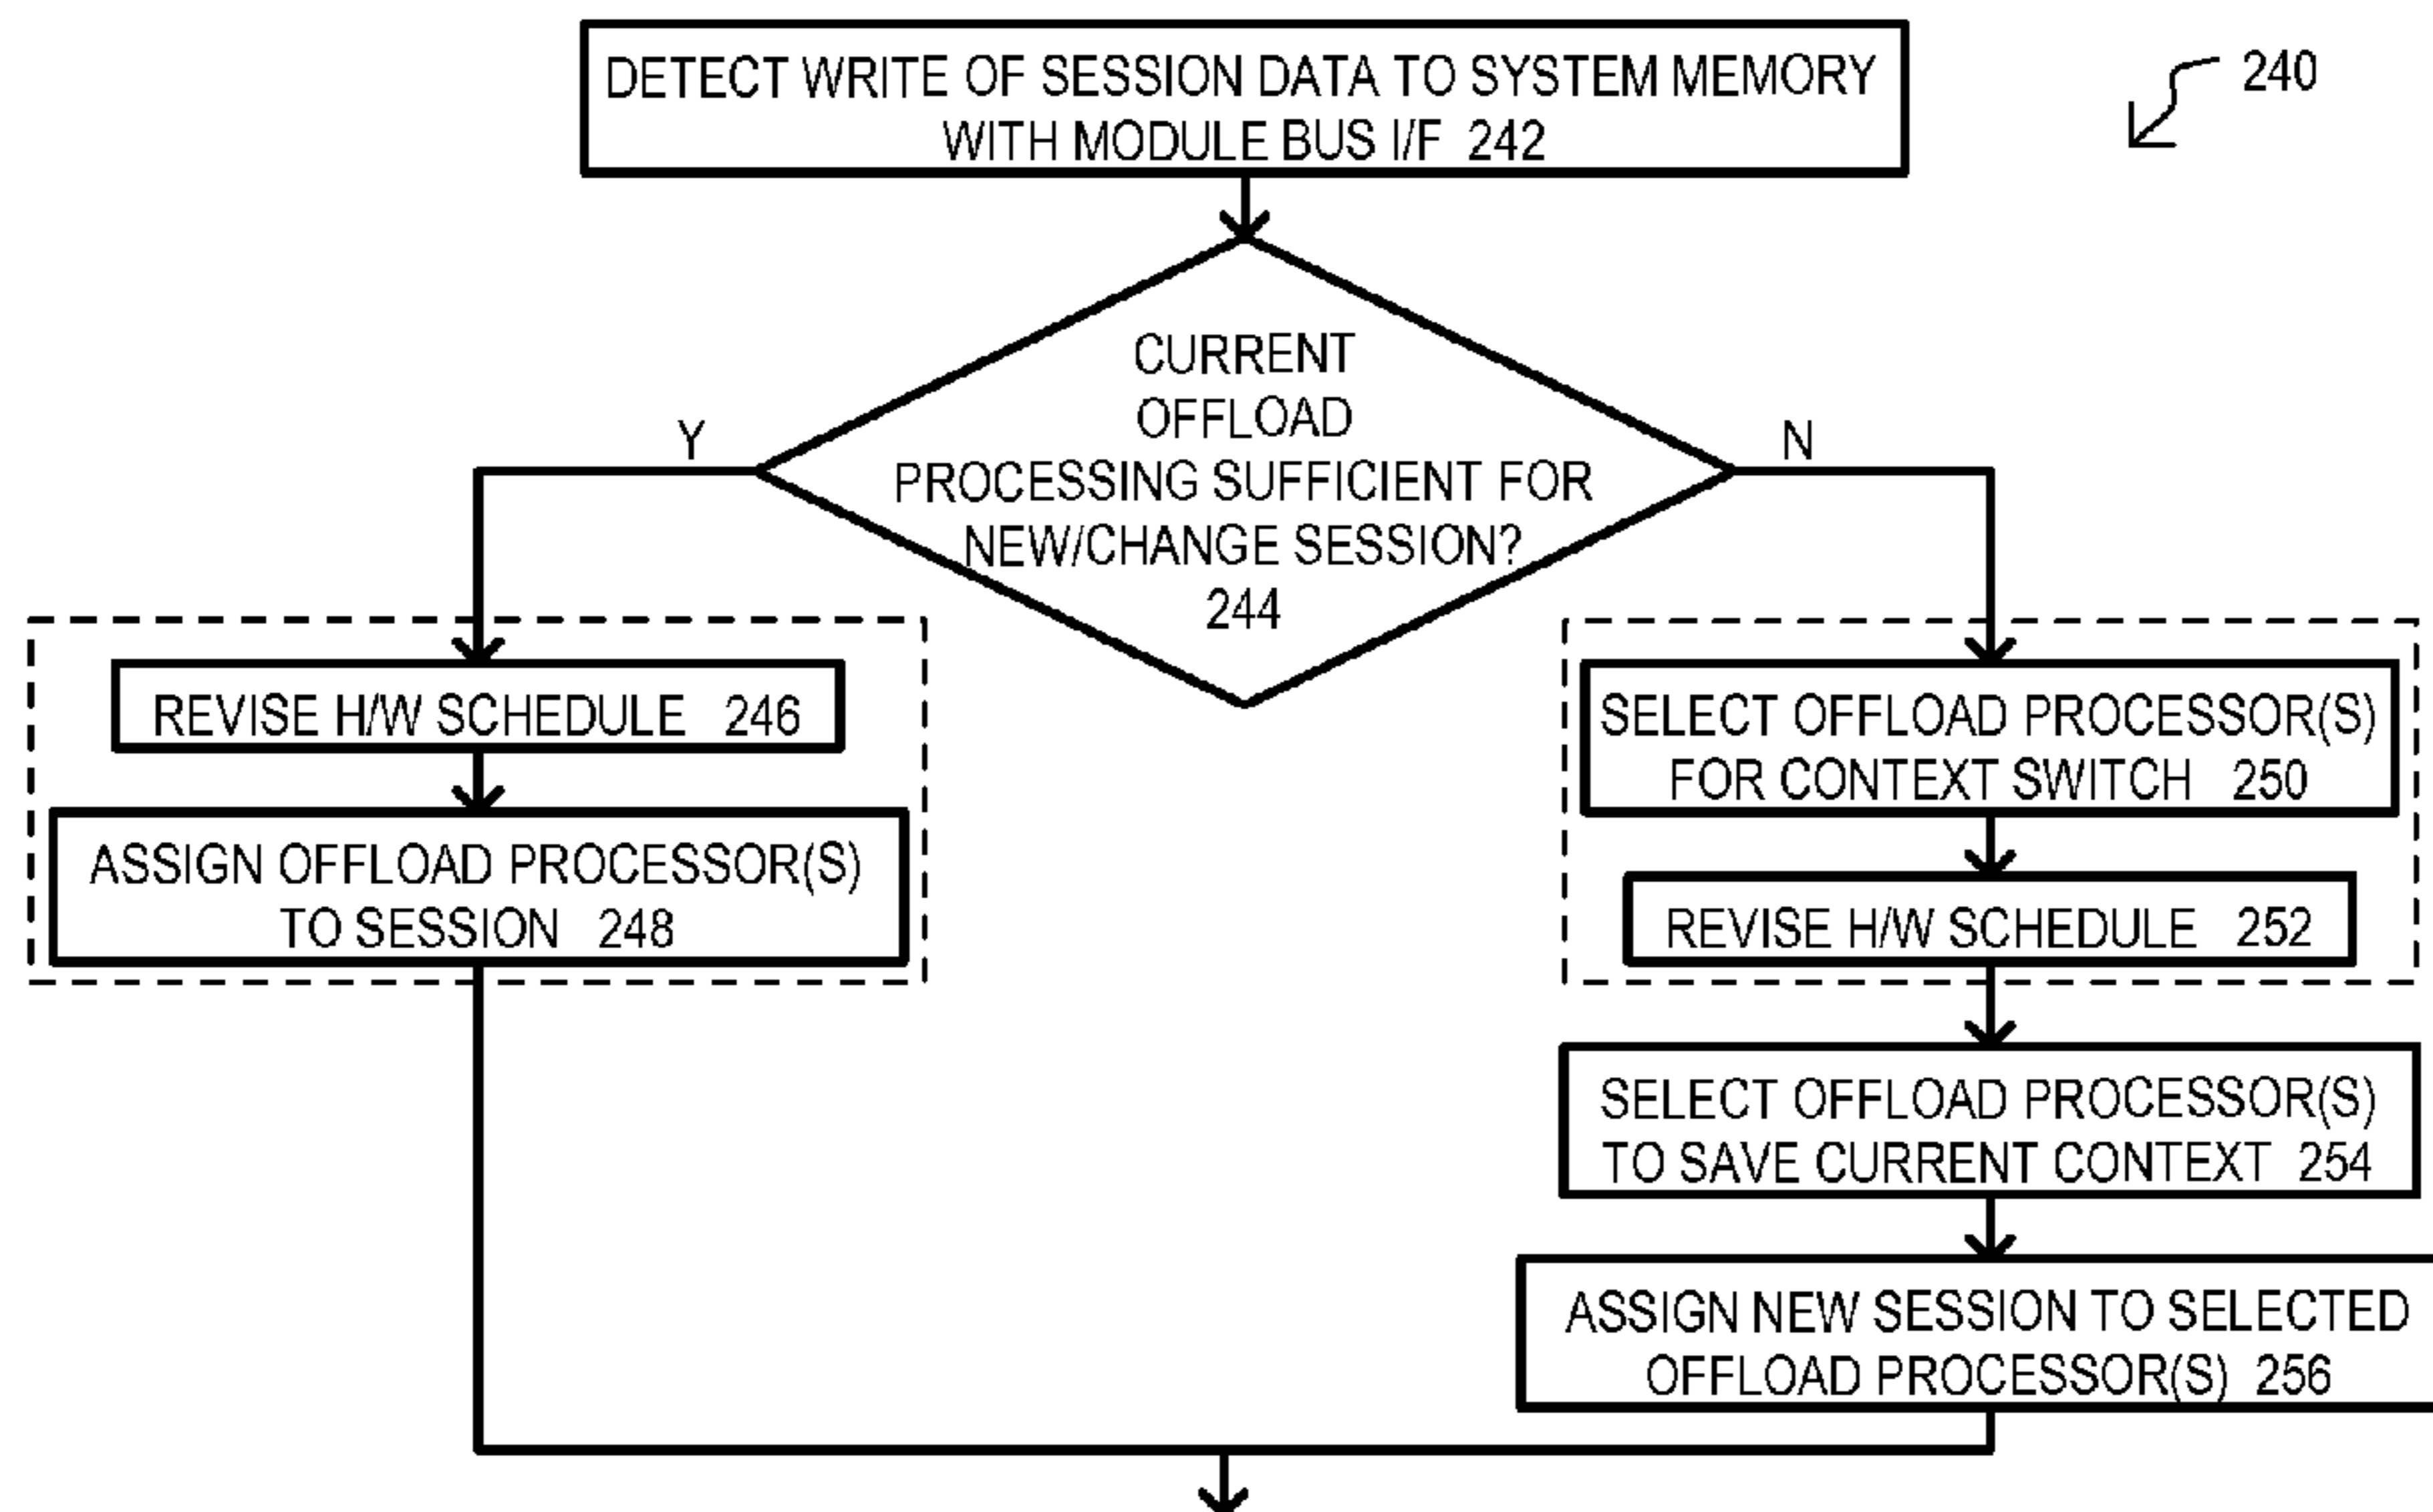 DETECT WRITE OF SESSION DATA TO SYSTEM MEMORY
WITH MODULE BUS I/F 242
240
CURRENT
OFFLOAD
PROCESSING SUFFICIENT FOR
NEW/CHANGE SESSION?
244
Y
N
REVISE H/W SCHEDULE 246
ASSIGN OFFLOAD PROCESSOR(S)
TO SESSION 248
SELECT OFFLOAD PROCESSOR(S)
FOR CONTEXT SWITCH 250
REVISE H/W SCHEDULE 252
SELECT OFFLOAD PROCESSOR(S)
TO SAVE CURRENT CONTEXT 254
ASSIGN NEW SESSION TO SELECTED
OFFLOAD PROCESSOR(S) 256